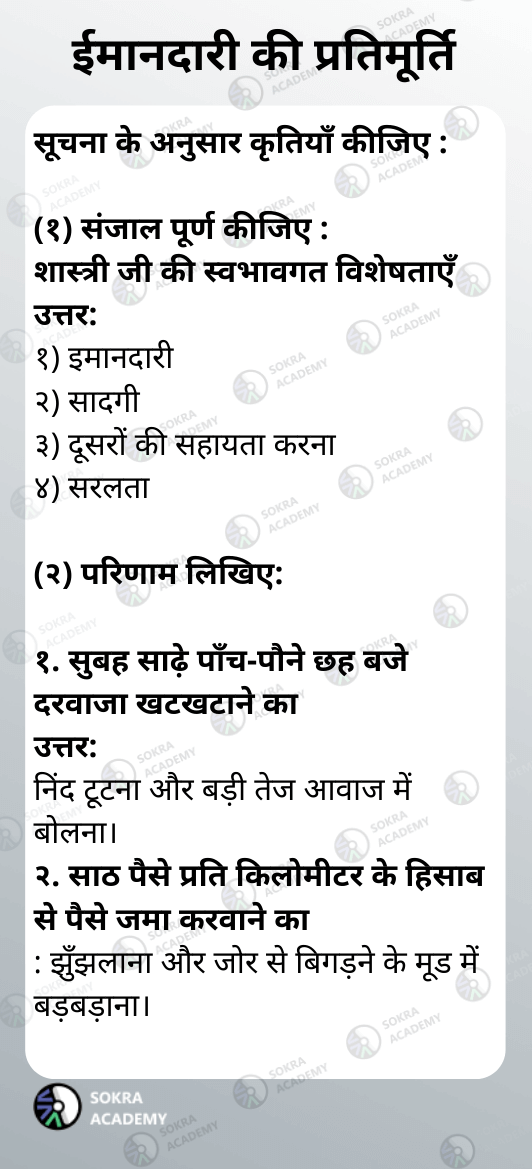 ईमानदारी की प्रतिमूर्ति
सूचना के अनुसार कृतियाँ कीजिए :
(१) संजाल पूर्ण कीजिए :
शास्त्री जी की स्वभावगत विशेषताएँ
उत्तर:
१) इमानदारी
२) सादगी
३) दूसरों की सहायता करना
४) सरलता
(२) परिणाम लिखिए:
१. सुबह साढ़े पाँच-पौने छह बजे
दरवाजा खटखटाने का
उत्तर:
निंद टूटना और बड़ी तेज आवाज में
बोलना।
२. साठ पैसे प्रति किलोमीटर के हिसाब
से पैसे जमा करवाने का
: झुँझलाना और जोर से बिगड़ने के मूड में
बड़बड़ाना।
SOKRA
ACADEMY